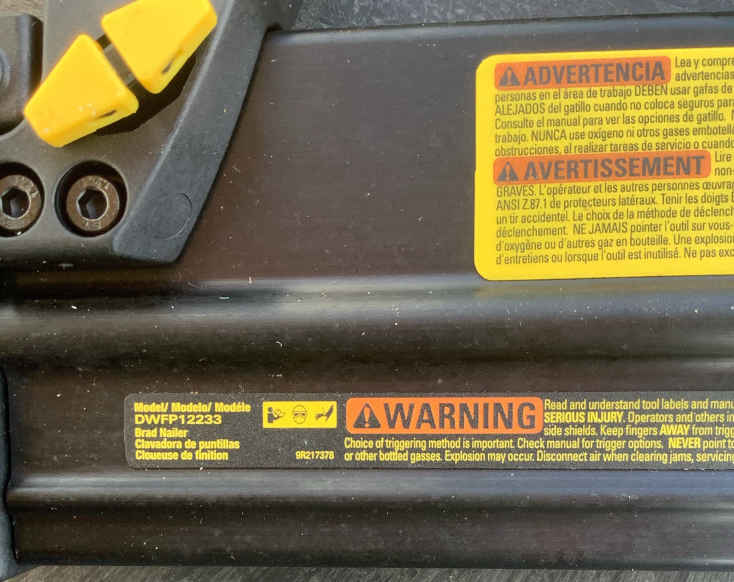 ADVERTENCIA Lea y compre
advertencias
personas en el área de trabajo DEBEN usar gafas de
ALEJADOS del gatillo cuando no coloca seguros para
Consulte el manual para ver las opciones de gatillo.
trabajo. NUNCA use oxígeno ni otros gases embotell
obstrucciones, al realizar tareas de servicio o cuando
AVERTISSEMENT Lire
non-
GRAVES. L'opérateur et les autres personnes œuvra
ANSI Z.87.1 de protecteurs latéraux. Tenir les doigts
un tir accidentel. Le choix de la méthode de déclench
déclenchement. NE JAMAIS pointer l'outil sur vous-
d'oxygène ou d'autres gaz en bouteille. Une explosion
d'entretiens ou lorsque l'outil est inutilisé. Ne pas exc
Model/ Modelo/ Modéle
DWFP12233
Brad Nailer
Clavadora de puntillas
Cloueuse de finition
9R217378
WARNING Read and understand tool labels and manu
SERIOUS INJURY. Operators and others in
side shields. Keep fingers AWAY from trigg
Choice of triggering method is important. Check manual for trigger options. NEVER point to
or other bottled gasses. Explosion may occur. Disconnect air when clearing jams, servicing